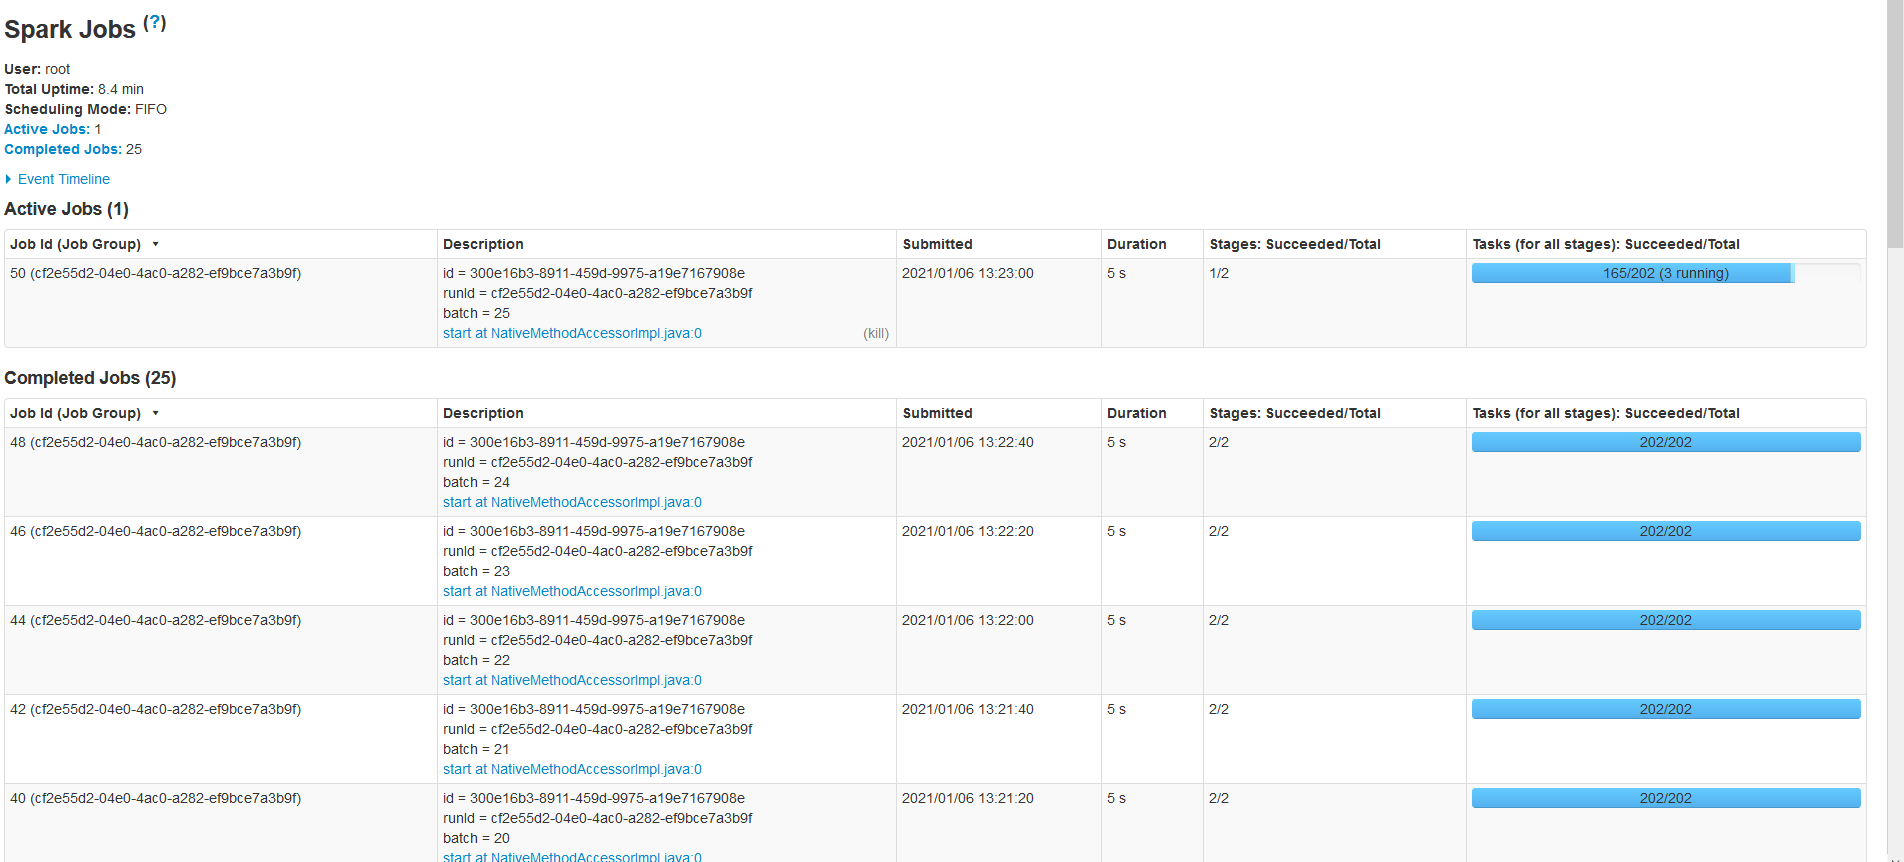 Spark Jobs (?)
User: root
Total Uptime: 8.4 min
Scheduling Mode: FIFO
Active Jobs: 1
Completed Jobs: 25
Event Timeline
Active Jobs (1)
Job Id (Job Group) ▾ Description Submitted Duration Stages: Succeeded/Total Tasks (for all stages): Succeeded/Total
50 (cf2e55d2-04e0-4ac0-a282-ef9bce7a3b9f) id = 300e16b3-8911-459d-9975-a19e7167908e 2021/01/06 13:23:00 5 s 1/2 165/202 (3 running)
runId = cf2e55d2-04e0-4ac0-a282-ef9bce7a3b9f
batch = 25
start at NativeMethodAccessorImpl.java:0 (kill)
Completed Jobs (25)
Job Id (Job Group) ▾ Description Submitted Duration Stages: Succeeded/Total Tasks (for all stages): Succeeded/Total
48 (cf2e55d2-04e0-4ac0-a282-ef9bce7a3b9f) id = 300e16b3-8911-459d-9975-a19e7167908e 2021/01/06 13:22:40 5 s 2/2 202/202
runId = cf2e55d2-04e0-4ac0-a282-ef9bce7a3b9f
batch = 24
start at NativeMethodAccessorImpl.java:0
46 (cf2e55d2-04e0-4ac0-a282-ef9bce7a3b9f) id = 300e16b3-8911-459d-9975-a19e7167908e 2021/01/06 13:22:20 5 s 2/2 202/202
runId = cf2e55d2-04e0-4ac0-a282-ef9bce7a3b9f
batch = 23
start at NativeMethodAccessorImpl.java:0
44 (cf2e55d2-04e0-4ac0-a282-ef9bce7a3b9f) id = 300e16b3-8911-459d-9975-a19e7167908e 2021/01/06 13:22:00 5 s 2/2 202/202
runId = cf2e55d2-04e0-4ac0-a282-ef9bce7a3b9f
batch = 22
start at NativeMethodAccessorImpl.java:0
42 (cf2e55d2-04e0-4ac0-a282-ef9bce7a3b9f) id = 300e16b3-8911-459d-9975-a19e7167908e 2021/01/06 13:21:40 5 s 2/2 202/202
runId = cf2e55d2-04e0-4ac0-a282-ef9bce7a3b9f
batch = 21
start at NativeMethodAccessorImpl.java:0
40 (cf2e55d2-04e0-4ac0-a282-ef9bce7a3b9f) id = 300e16b3-8911-459d-9975-a19e7167908e 2021/01/06 13:21:20 5 s 2/2 202/202
runId = cf2e55d2-04e0-4ac0-a282-ef9bce7a3b9f
batch = 20
start at NativeMethodAccessorImpl.java:0